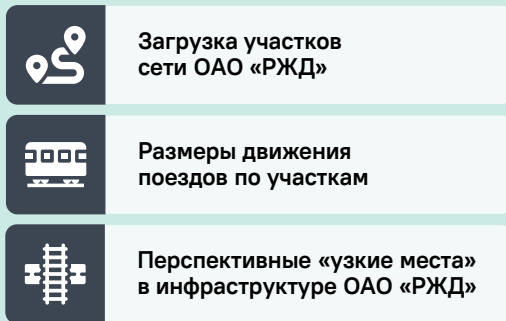 Загрузка участков
сети ОАО «РЖД»
Размеры движения
поездов по участкам
Перспективные «узкие места»
в инфраструктуре ОАО «РЖД»